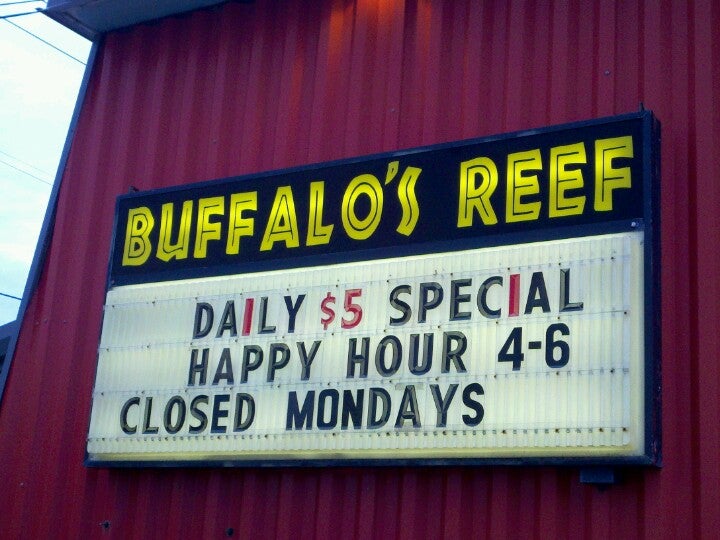 BUFFALO'S REEF
DAILY $5 SPECIAL
HAPPY HOUR 4-6
CLOSED MONDAYS